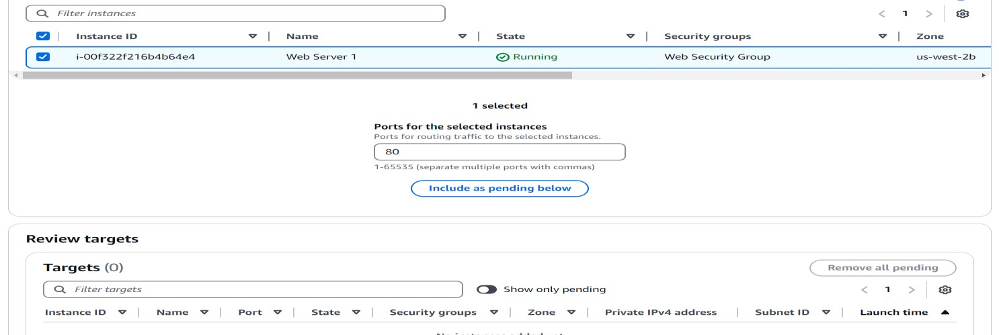 Filter instances
1
Instance ID Name State Security groups Zone
i-00f322f216b4b64e4 Web Server 1 Running Web Security Group us-west-2b
1 selected
Ports for the selected instances
Ports for routing traffic to the selected instances.
80
1-65535 (separate multiple ports with commas)
Include as pending below
Review targets
Targets (0) Remove all pending
Filter targets Show only pending 1
Instance ID Name Port State Security groups Zone Private IPv4 address Subnet ID Launch time